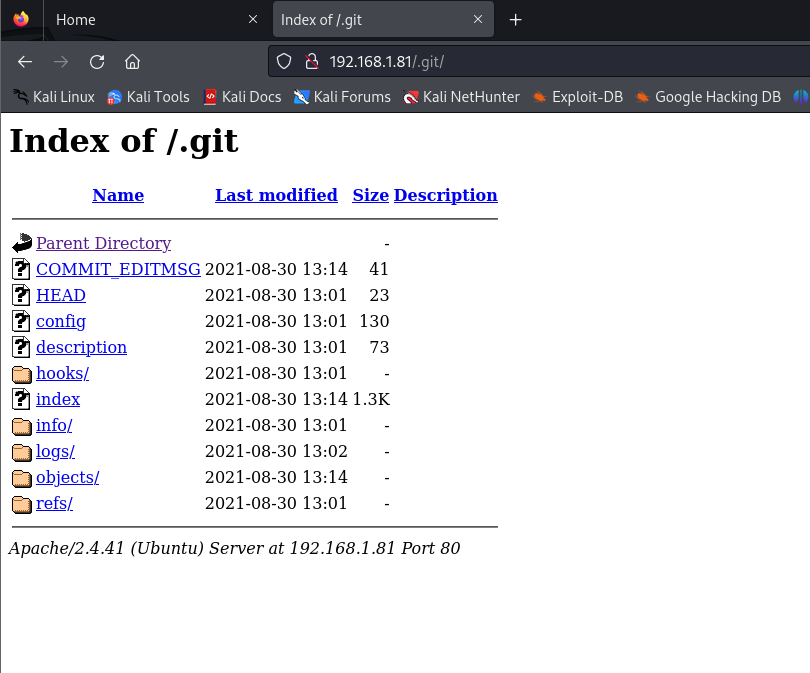 Home
Index of /.git
192.168.1.81/.git/
Kali Linux Kali Tools Kali Docs Kali Forums Kali NetHunter Exploit-DB Google Hacking DB
Index of /.git
Name Last modified Size Description
Parent Directory -
COMMIT_EDITMSG 2021-08-30 13:14 41
HEAD 2021-08-30 13:01 23
config 2021-08-30 13:01 130
description 2021-08-30 13:01 73
hooks/ 2021-08-30 13:01 -
index 2021-08-30 13:14 1.3K
info/ 2021-08-30 13:01 -
logs/ 2021-08-30 13:02 -
objects/ 2021-08-30 13:14 -
refs/ 2021-08-30 13:01 -
Apache/2.4.41 (Ubuntu) Server at 192.168.1.81 Port 80